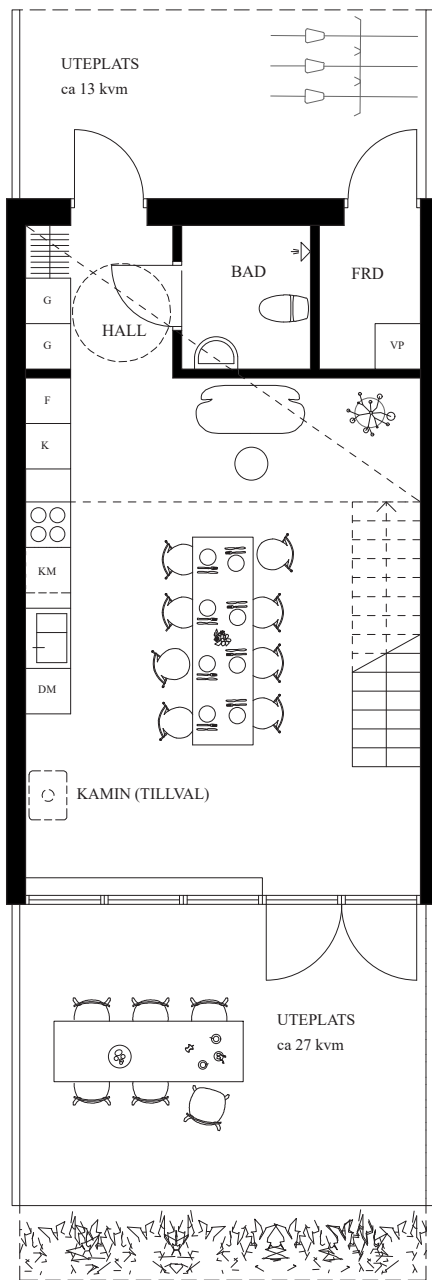 UTEPLATS
ca 13 kvm
BAD
FRD
G
HALL
G
VP
F
K
KM
DM
KAMIN (TILLVAL)
UTEPLATS
ca 27 kvm